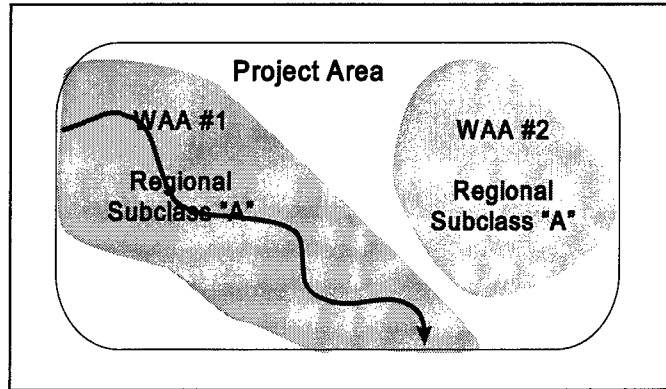 Project Area
WAA #1
Regional
Subclass "A"
WAA #2
Regional
Subclass "A"